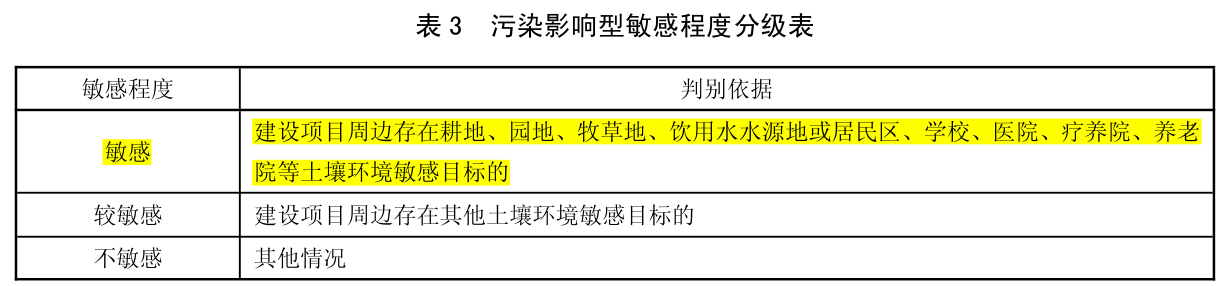 表 3 污染影响型敏感程度分级表
敏感程度 判别依据
敏感 建设项目周边存在耕地、园地、牧草地、饮用水水源地或居民区、学校、医院、疗养院、养老
院等土壤环境敏感目标的
较敏感 建设项目周边存在其他土壤环境敏感目标的
不敏感 其他情况